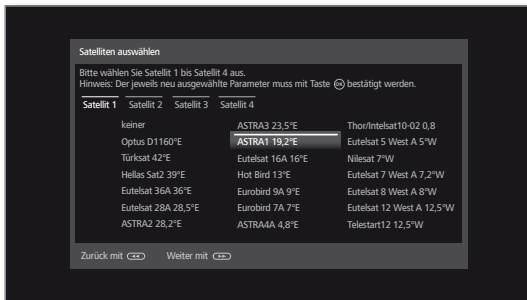 Satelliten auswählen
Bitte wählen Sie Satellit 1 bis Satellit 4 aus.
Hinweis: Der jeweils neu ausgewählte Parameter muss mit Taste OK bestätigt werden.
Satellit 1 Satellit 2 Satellit 3 Satellit 4
keiner ASTRA3 23,5°E Thor/Intelsat10-02 0,8
Optus D1160°E ASTRA1 19,2°E Eutelsat 5 West A 5°W
Türksat 42°E Eutelsat 16A 16°E Nilesat 7°W
Hellas Sat2 39°E Hot Bird 13°E Eutelsat 7 West A 7,2°W
Eutelsat 36A 36°E Eurobird 9A 9°E Eutelsat 8 West A 8°W
Eutelsat 28A 28,5°E Eurobird 7A 7°E Eutelsat 12 West A 12,5°W
ASTRA2 28,2°E ASTRA4A 4,8°E Telestart12 12,5°W
Zurück mit Weiter mit